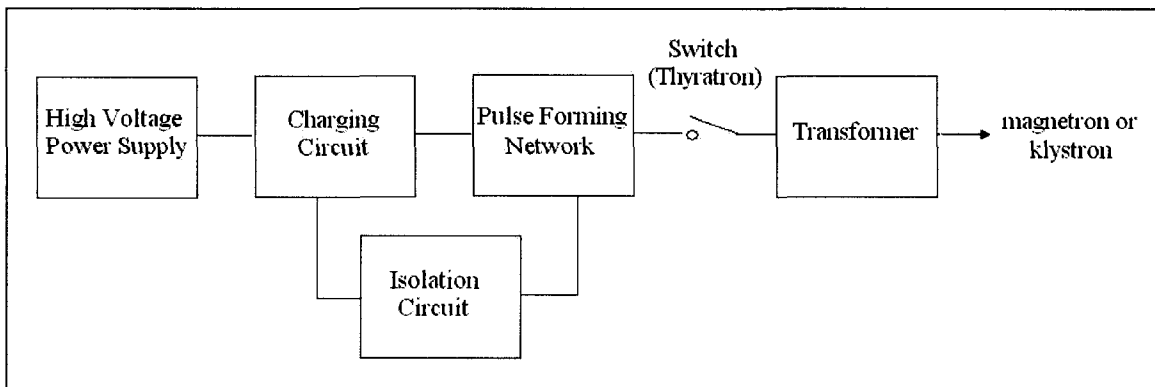 High Voltage
Power Supply
Charging
Circuit
Pulse Forming
Network
Switch
(Thyratron)
Transformer
magnetron or
klystron
Isolation
Circuit